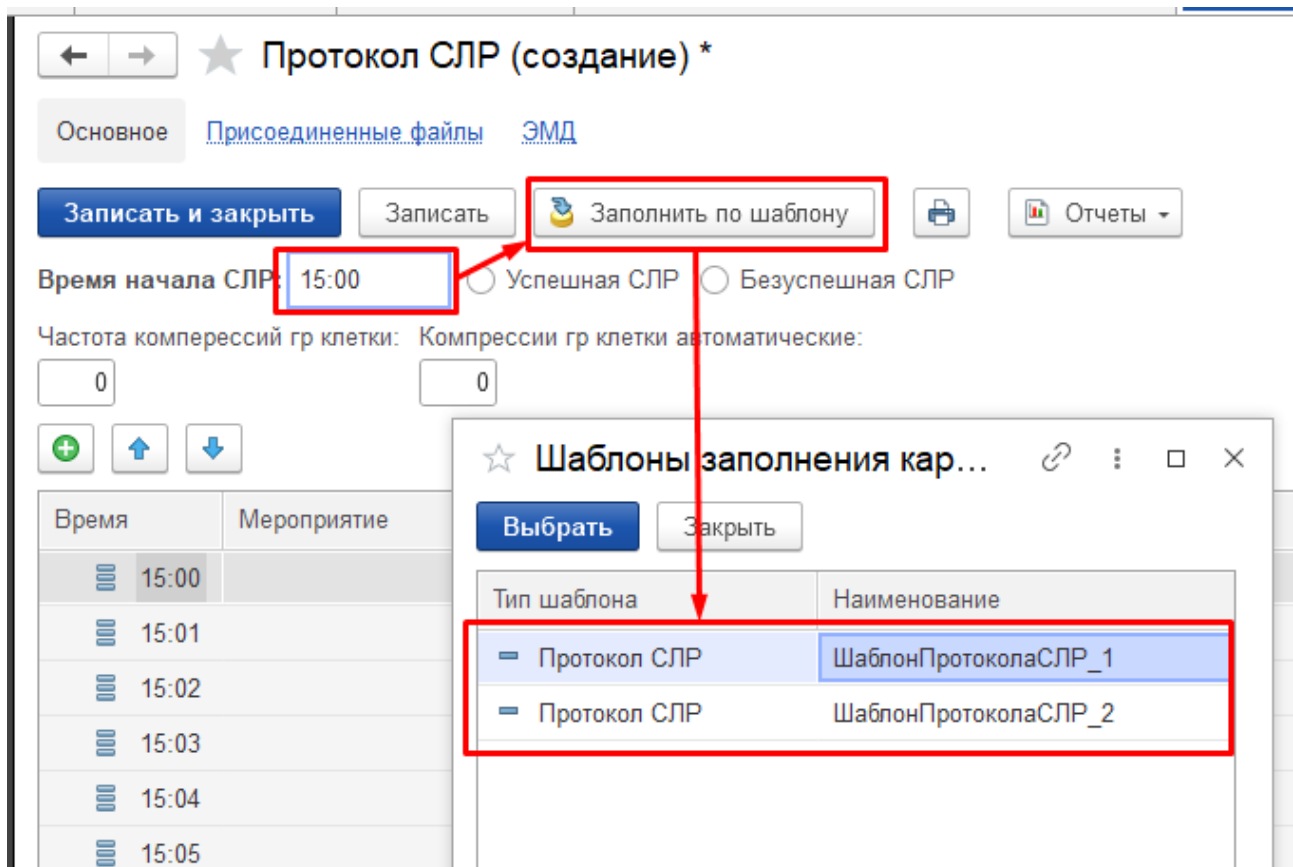 Протокол СЛР (создание) *
Основное Присоединенные файлы ЭМД
Записать и закрыть Записать Заполнить по шаблону Отчеты
Время начала СЛР: 15:00 Успешная СЛР Безуспешная СЛР
Частота комперессий гр клетки: Компрессии гр клетки автоматические:
0 0
Шаблоны заполнения кар...
Время Мероприятие
Выбрать Закрыть
15:00
Тип шаблона Наименование
15:01
Протокол СЛР ШаблонПротоколаСЛР_1
15:02
Протокол СЛР ШаблонПротоколаСЛР_2
15:03
15:04
15:05